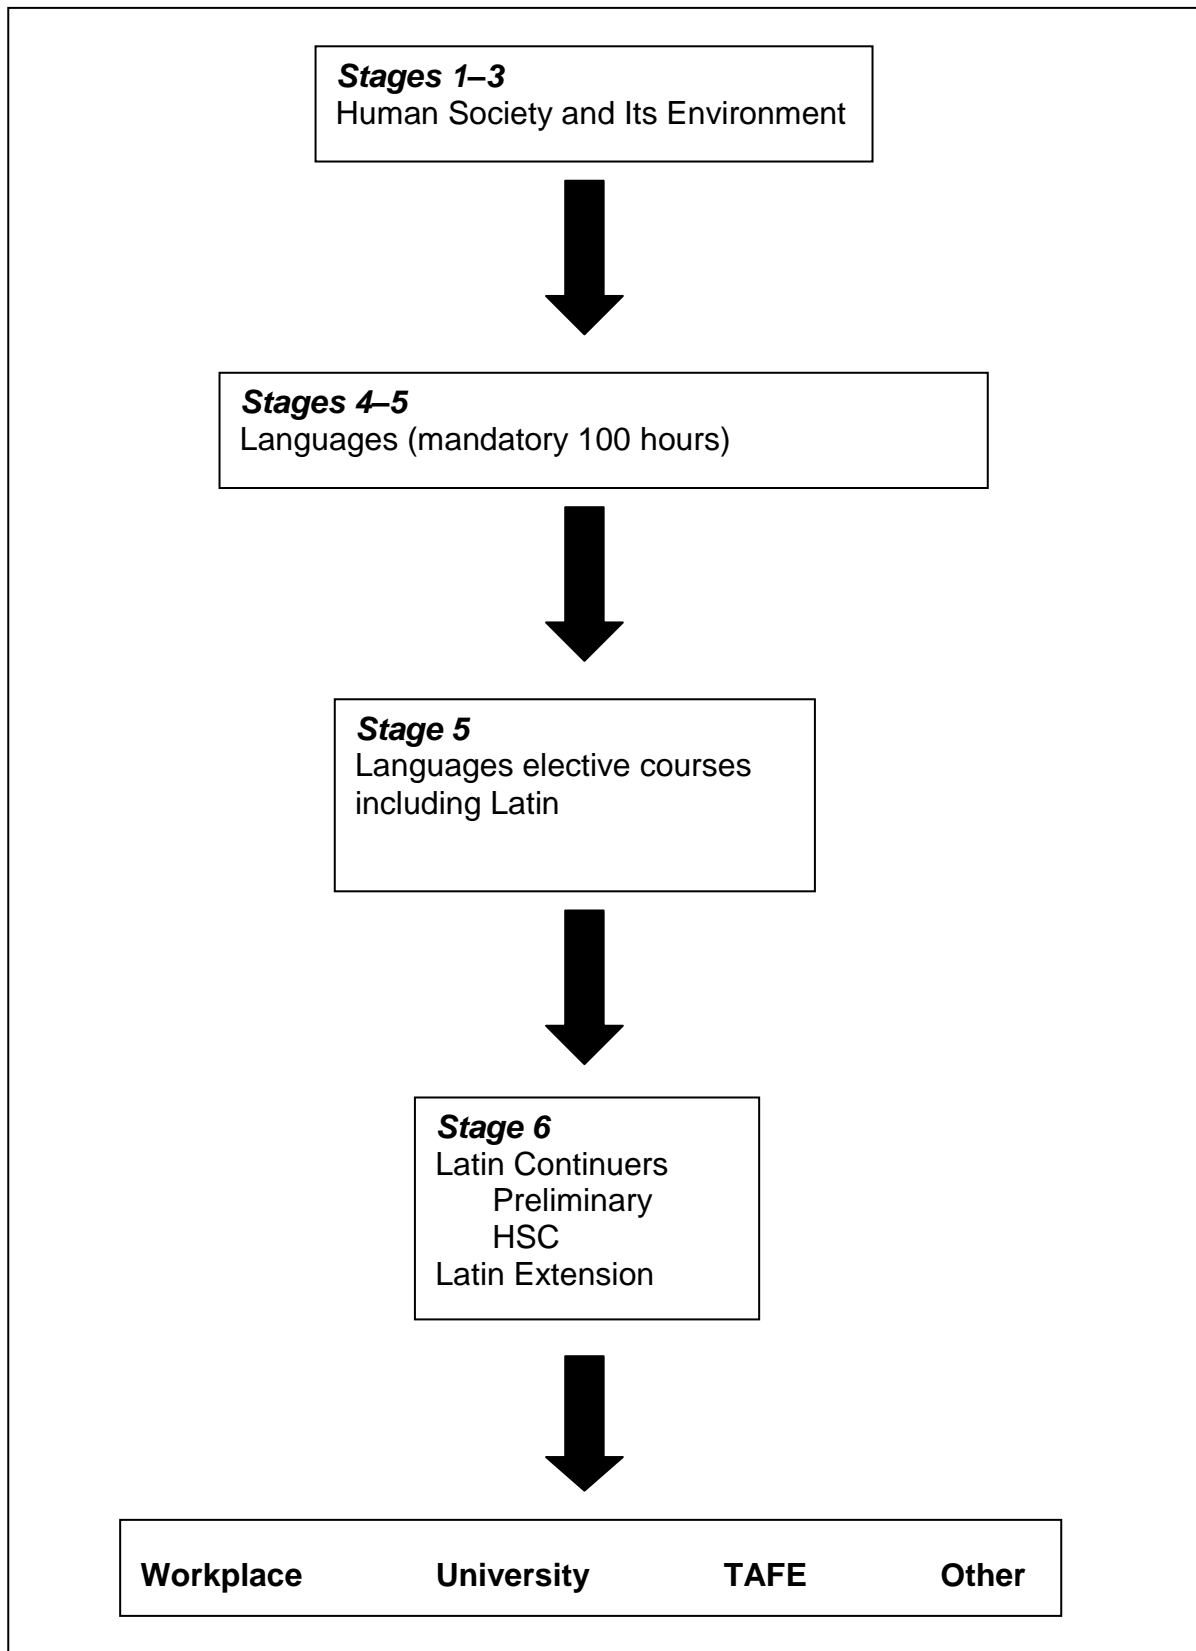 Stages 1–3
Human Society and Its Environment
Stages 4–5
Languages (mandatory 100 hours)
Stage 5
Languages elective courses
including Latin
Stage 6
Latin Continuers
Preliminary
HSC
Latin Extension
Workplace University TAFE Other